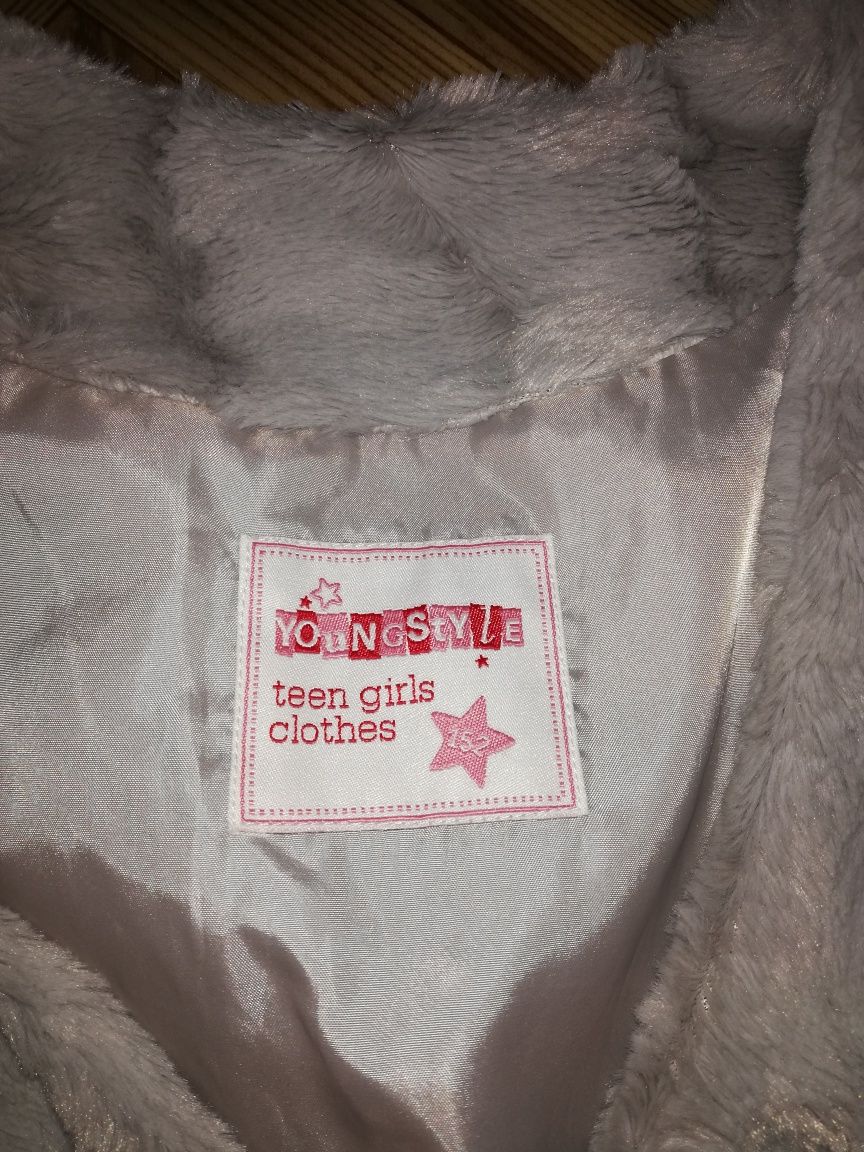 YOuNGStYlE
teen girls
clothes
152